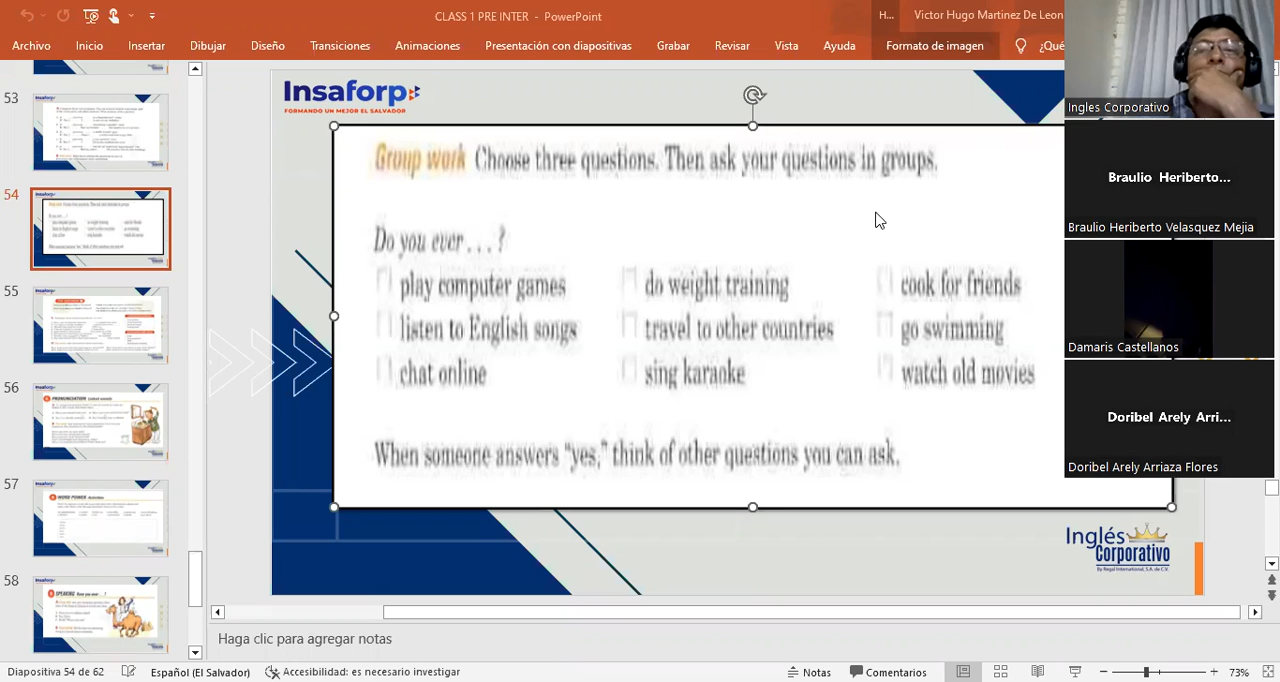 CLASS 1 PRE INTER - PowerPoint
H...
Victor Hugo Martinez De Leon
Archivo
Inicio
Insertar
Dibujar
Diseño
Transiciones
Animaciones
Presentación con diapositivas
Grabar
Revisar
Vista
Ayuda
Formato de imagen
¿Qué
Ingles Corporativo
Braulio Heriberto...
Braulio Heriberto Velasquez Mejia
Damaris Castellanos
Doribel Arely Arri...
Doribel Arely Arriaza Flores
53
54
55
56
57
58
Insaforp
FORMANDO UN MEJOR EL SALVADOR
Group work Choose three questions. Then ask your questions in groups.
Do you ever . . . ?
play computer games
do weight training
cook for friends
listen to English songs
travel to other countries
go swimming
chat online
sing karaoke
watch old movies
When someone answers “yes,” think of other questions you can ask.
Inglés
Corporativo
By Regal International, S.A. de C.V.
Haga clic para agregar notas
Diapositiva 54 de 62
Español (El Salvador)
Accesibilidad: es necesario investigar
Notas
Comentarios
73%